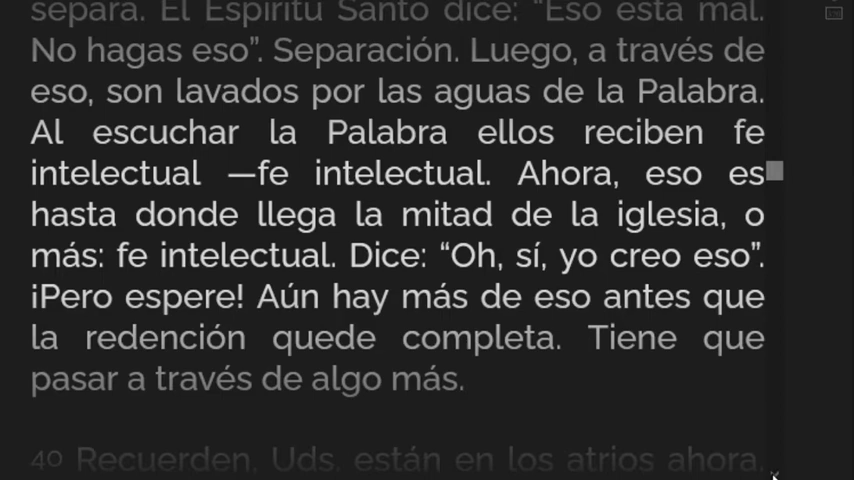 separa. El Espíritu Santo dice: “Eso está mal.
No hagas eso”. Separación. Luego, a través de
eso, son lavados por las aguas de la Palabra.
Al escuchar la Palabra ellos reciben fe
intelectual —fe intelectual. Ahora, eso es
hasta donde llega la mitad de la iglesia, o
más: fe intelectual. Dice: “Oh, sí, yo creo eso”.
¡Pero espere! Aún hay más de eso antes que
la redención quede completa. Tiene que
pasar a través de algo más.
40 Recuerden, Uds. están en los atrios ahora.